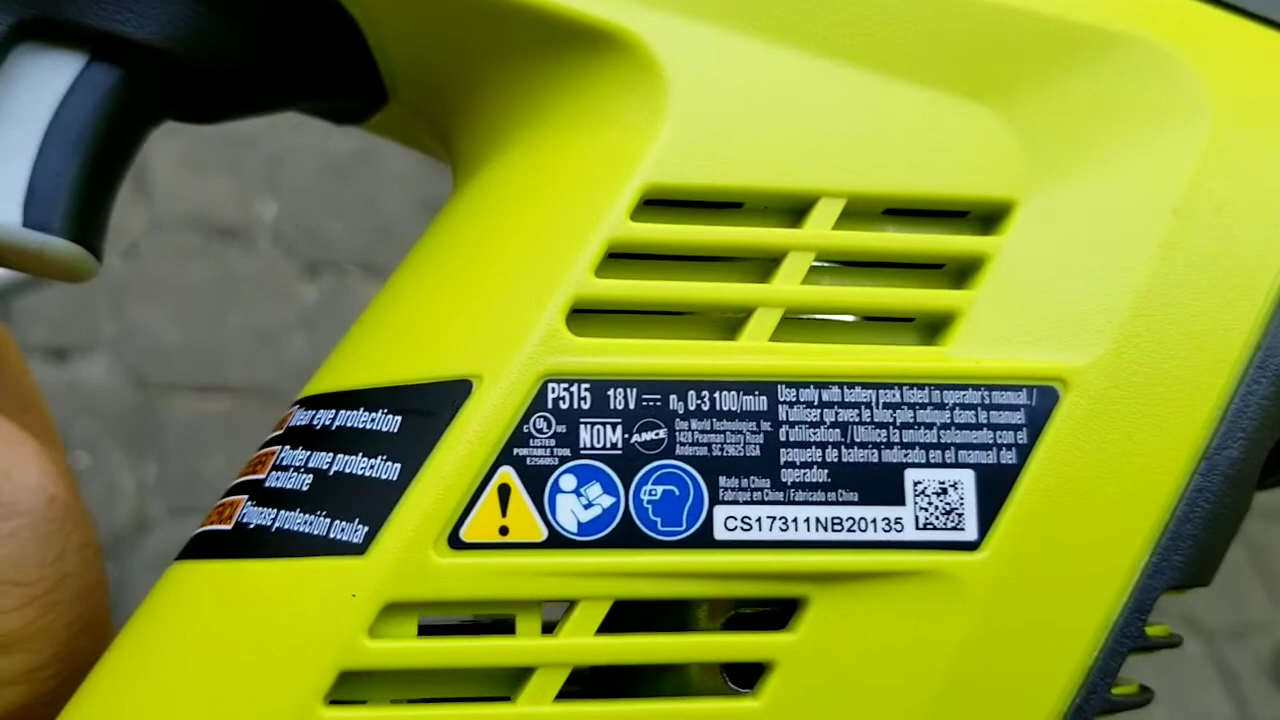 Wear eye protection
Porter une protection
oculaire
Póngase protección ocular
P515 18V n₀ 0-3 100/min
C UL US
LISTED
PORTABLE TOOL
E256053
NOM-ANCE
One World Technologies, Inc.
1428 Pearman Dairy Road
Anderson, SC 29625 USA
Use only with battery pack listed in operator's manual. /
N'utiliser qu'avec le bloc-pile indiqué dans le manuel
d'utilisation. / Utilice la unidad solamente con el
paquete de batería indicado en el manual del
operador.
Made in China
Fabriqué en Chine / Fabricado en China
CS17311NB20135